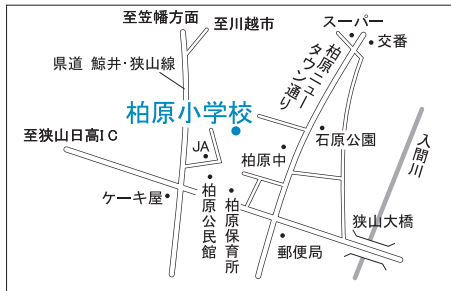 至笠幡方面
至川越市
スーパー
交番
県道 鯨井・狭山線
柏原ニュー
タウン通り
柏原小学校
至狭山日高IC
JA
石原公園
柏原中
入間川
ケーキ屋
柏原公民館
柏原保育所
狭山大橋
郵便局